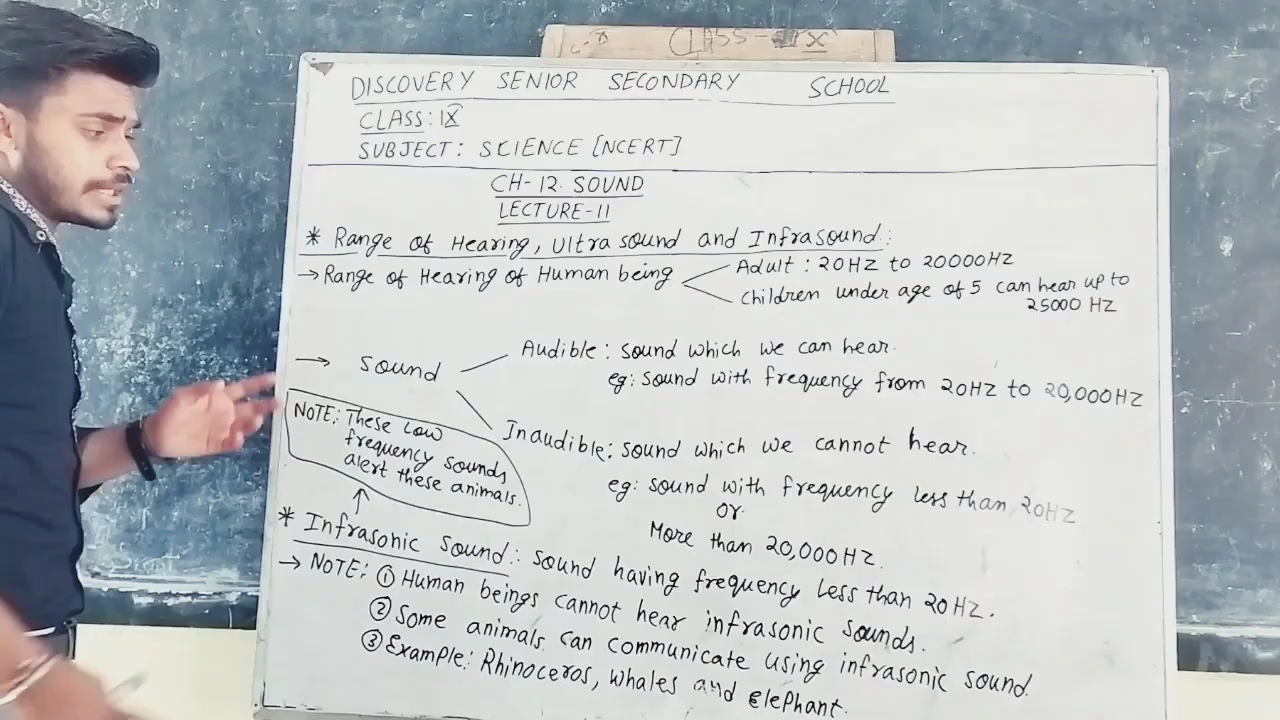 CLASS - IX
DISCOVERY SENIOR SECONDARY SCHOOL
CLASS: IX
SUBJECT: SCIENCE [NCERT]
CH-12. SOUND
LECTURE-11
* Range of Hearing, Ultrasound and Infrasound:
→ Range of Hearing of Human being
Adult : 20HZ to 20000HZ
children under age of 5 can hear up to
25000 HZ
→ Sound
Audible : sound which we can hear.
eg: sound with frequency from 20HZ to 20,000HZ
Inaudible: sound which we cannot hear.
eg: sound with frequency less than 20HZ
or
More than 20,000HZ.
NOTE: These low
frequency sounds
alert these animals.
* Infrasonic Sound: sound having frequency less than 20HZ.
→ NOTE: ① Human beings cannot hear infrasonic sounds.
② Some animals can communicate using infrasonic sound
③ Example: Rhinoceros, whales and elephant.